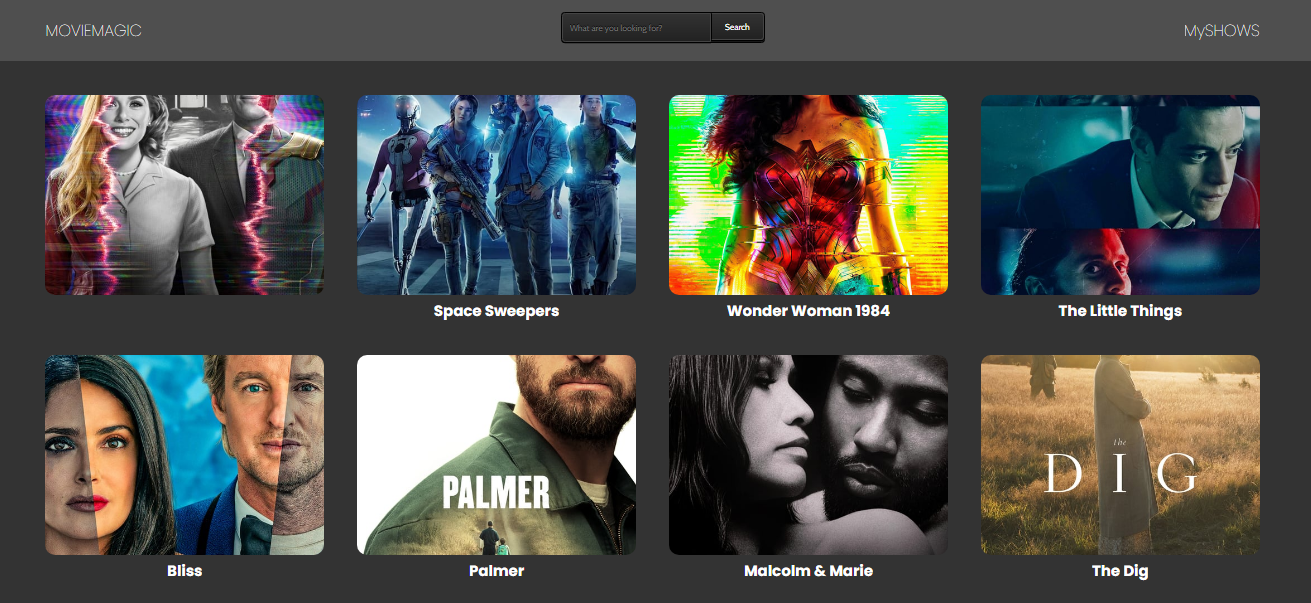 MOVIEMAGIC
What are you looking for?
Search
MySHOWS
Space Sweepers
Wonder Woman 1984
The Little Things
PALMER
the
DIG
Bliss
Palmer
Malcolm & Marie
The Dig